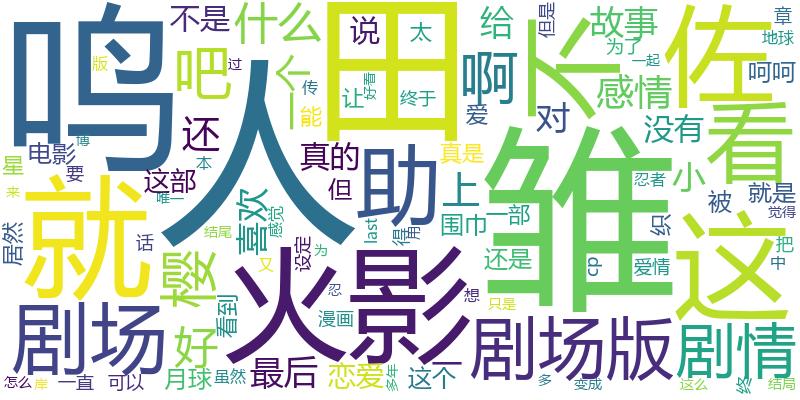 鸣
人
田
雏
不
佐
看
这
就
火影
助
剧场
剧场版
剧情
樱
好
吧
什么
不是
一个
说
太
给
故事
但是
为了
一起
章
地球
呵呵
啊
感情
爱
对
没有
版
过
传
让
好看
终于
能
还
真的
真是
但
电影
博
要
星
本
来
唯一
这部
居然
话
喜欢
感觉
结尾
设定
又
为
上
围巾
一部
last
得
用
还是
cp
爱情
忍者
小
织
被
就是
觉得
把
中
看到
漫画
忍
想
只是
最后
恋爱
多年
这个
一
月球
虽然
可以
一直
怎么
岸
多
变成
这么
终
结局